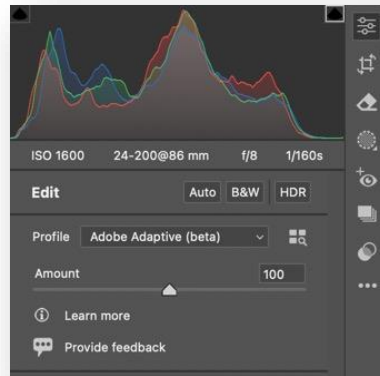 ISO 1600 24-200@86 mm f/8 1/160s
Edit Auto B&W HDR
Profile Adobe Adaptive (beta)
Amount 100
Learn more
Provide feedback